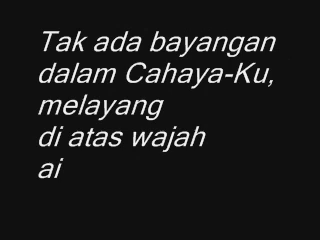 Tak ada bayangan
dalam Cahaya-Ku,
melayang
di atas wajah
ai